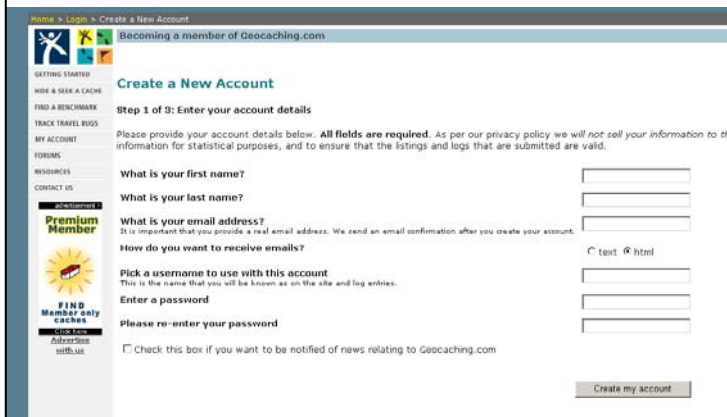 Home > Login > Create a New Account
Becoming a member of Geocaching.com
GETTING STARTED
HIDE & SEEK A CACHE
FIND A BENCHMARK
TRACK TRAVEL BUGS
MY ACCOUNT
FORUMS
RESOURCES
CONTACT US
advertisement
Premium
Member
FIND
Member only
caches
Click here
Advertise
with us
Create a New Account
Step 1 of 3: Enter your account details
Please provide your account details below. All fields are required. As per our privacy policy we will not sell your information to
information for statistical purposes, and to ensure that the listings and logs that are submitted are valid.
What is your first name?
What is your last name?
What is your email address?
It is important that you provide a real email address. We send an email confirmation after you create your account.
How do you want to receive emails?
text html
Pick a username to use with this account
This is the name that you will be known as on the site and log entries.
Enter a password
Please re-enter your password
Check this box if you want to be notified of news relating to Geocaching.com
Create my account